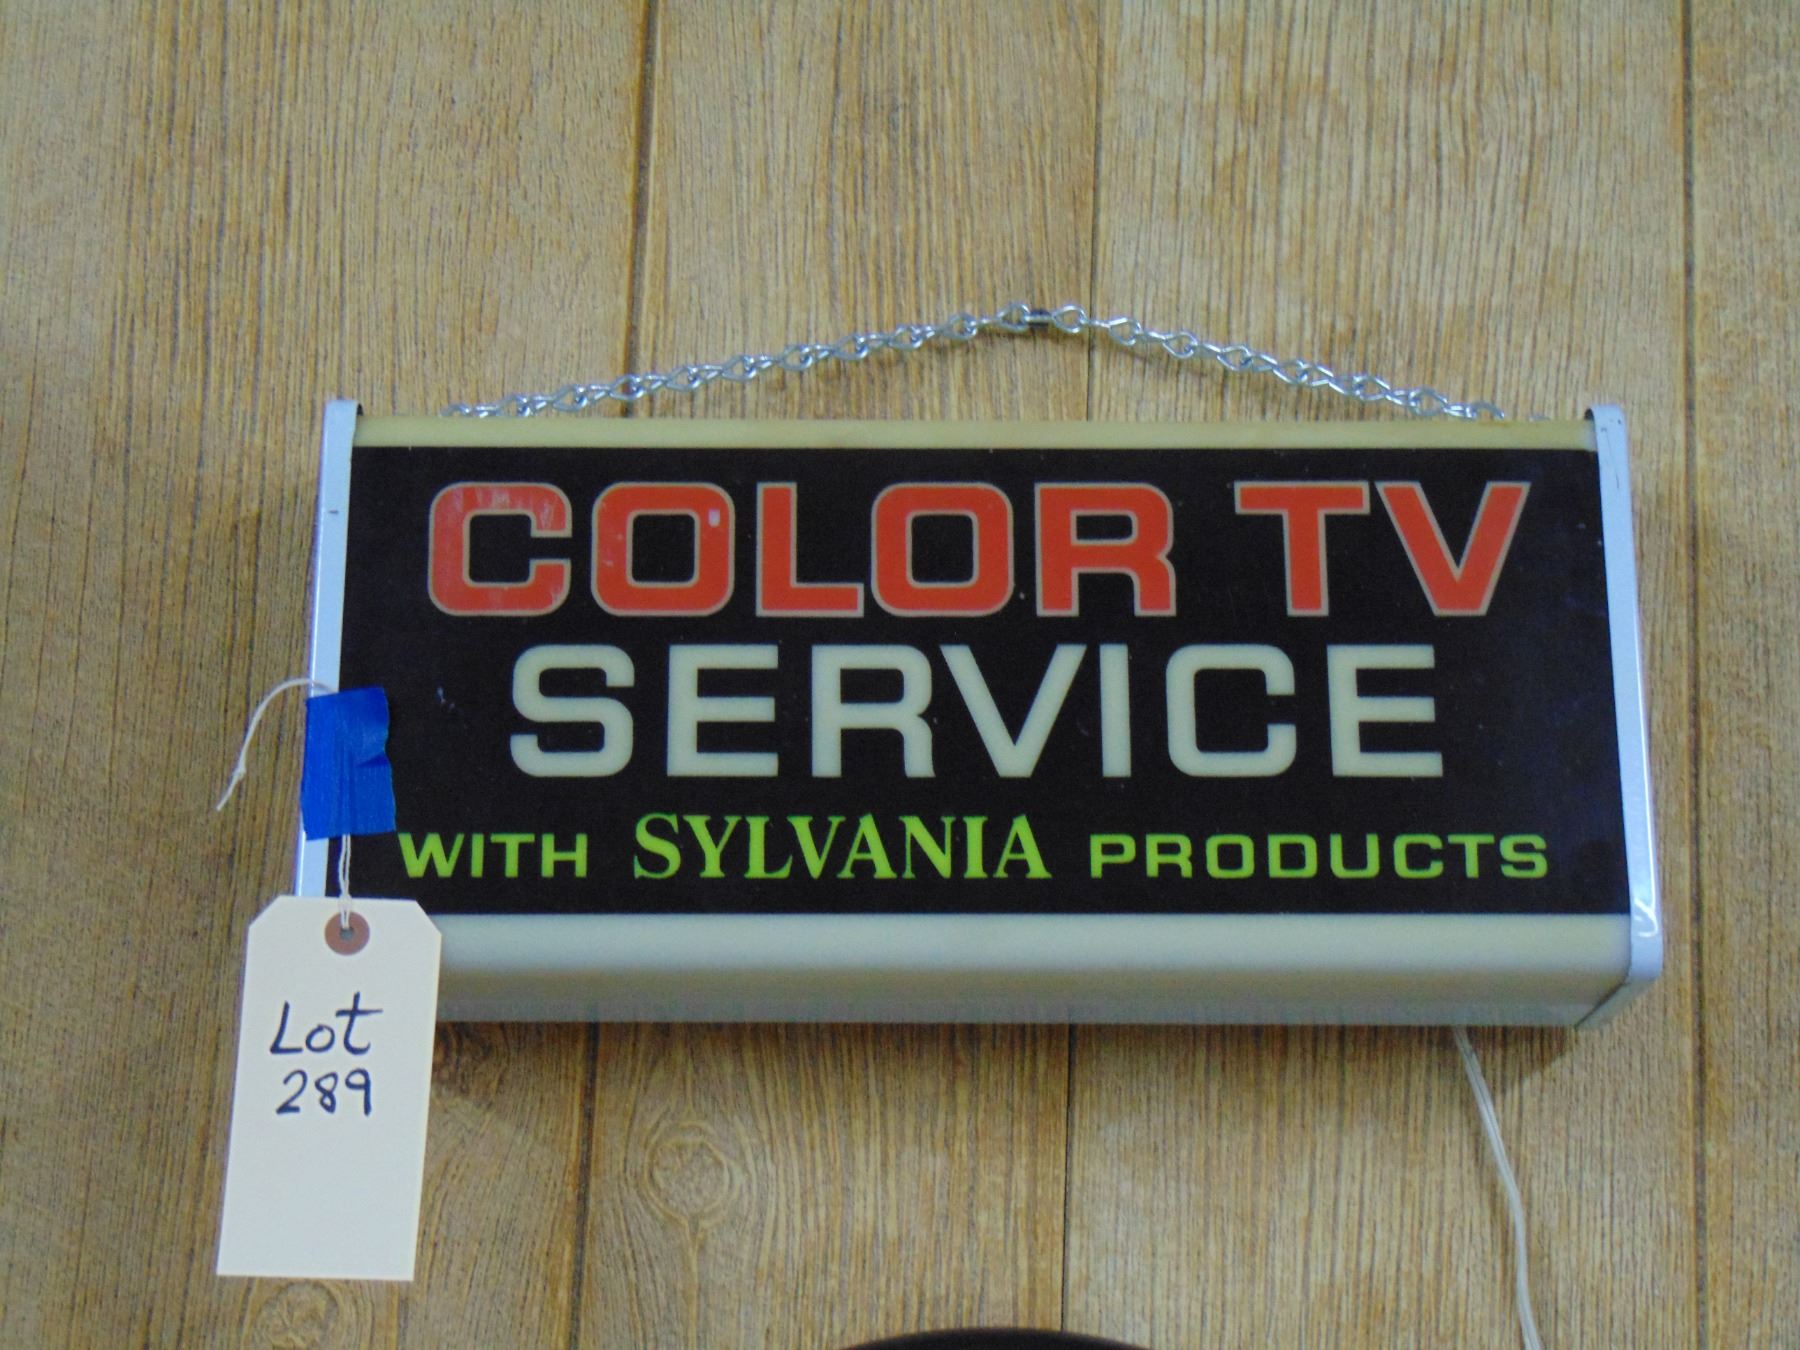 COLOR TV
SERVICE
WITH SYLVANIA PRODUCTS
Lot
289